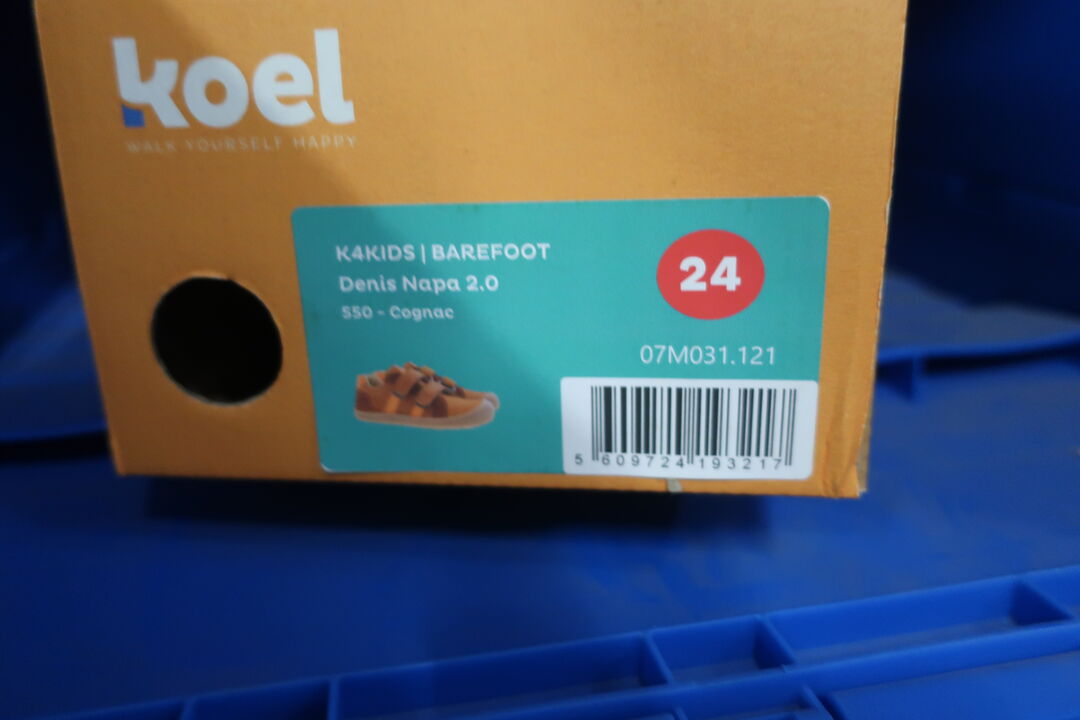 koel
WALK YOURSELF HAPPY
K4KIDS | BAREFOOT
Denis Napa 2.0
550 - Cognac
24
07M031.121
5 609724 193217